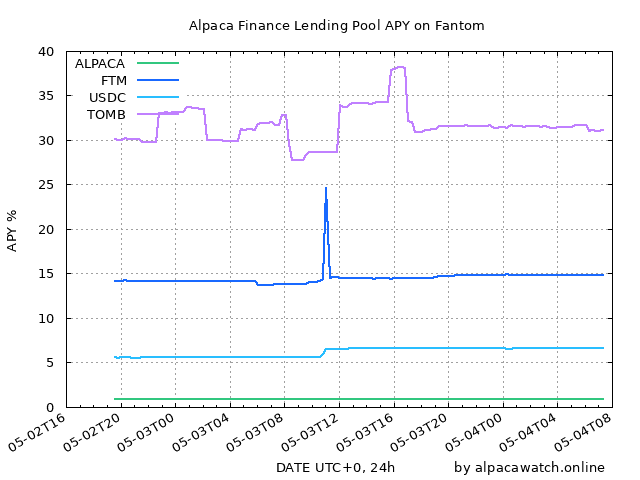 Alpaca Finance Lending Pool APY on Fantom
ALPACA
FTM
USDC
TOMB
APY %
40
35
30
25
20
15
10
5
0
05-02T16
05-02T20
05-03T00
05-03T04
05-03T08
05-03T12
05-03T16
05-03T20
05-04T00
05-04T04
05-04T08
DATE UTC+0, 24h
by alpacawatch.online